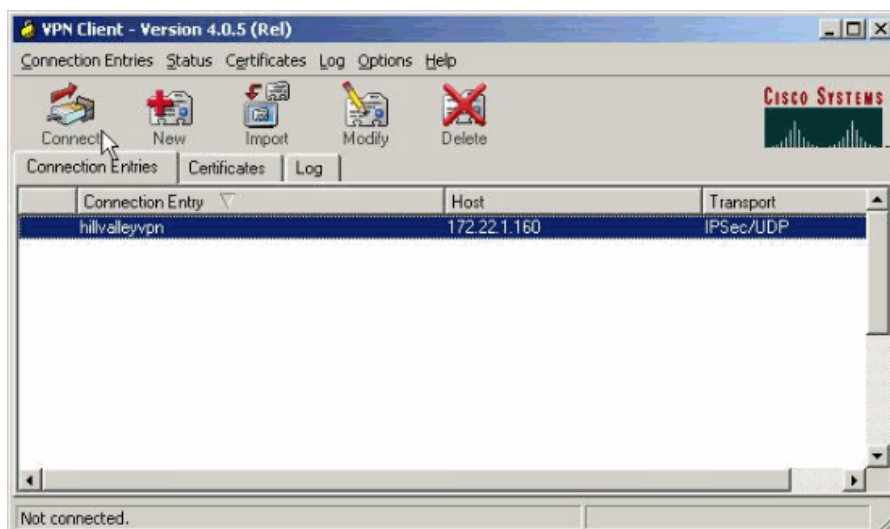 VPN Client - Version 4.0.5 (Rel)
Connection Entries Status Certificates Log Options Help
Connect New Import Modify Delete
CISCO SYSTEMS
Connection Entries Certificates Log
Connection Entry Host Transport
hillvalleyvpn 172.22.1.160 IPSec/UDP
Not connected.